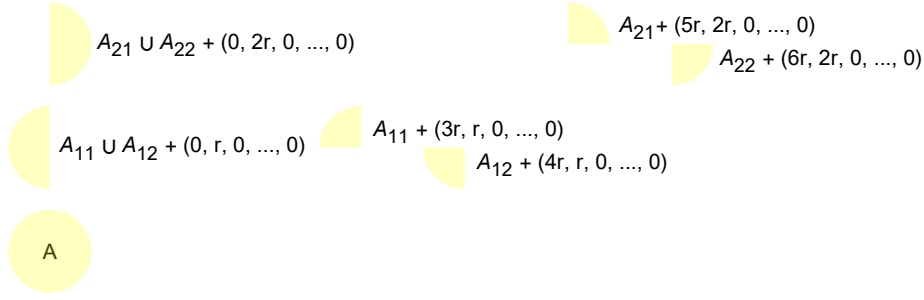 A₂₁ ∪ A₂₂ + (0, 2r, 0, ..., 0)
A₂₁+ (5r, 2r, 0, ..., 0)
A₂₂ + (6r, 2r, 0, ..., 0)
A₁₁ ∪ A₁₂ + (0, r, 0, ..., 0)
A₁₁ + (3r, r, 0, ..., 0)
A₁₂ + (4r, r, 0, ..., 0)
A